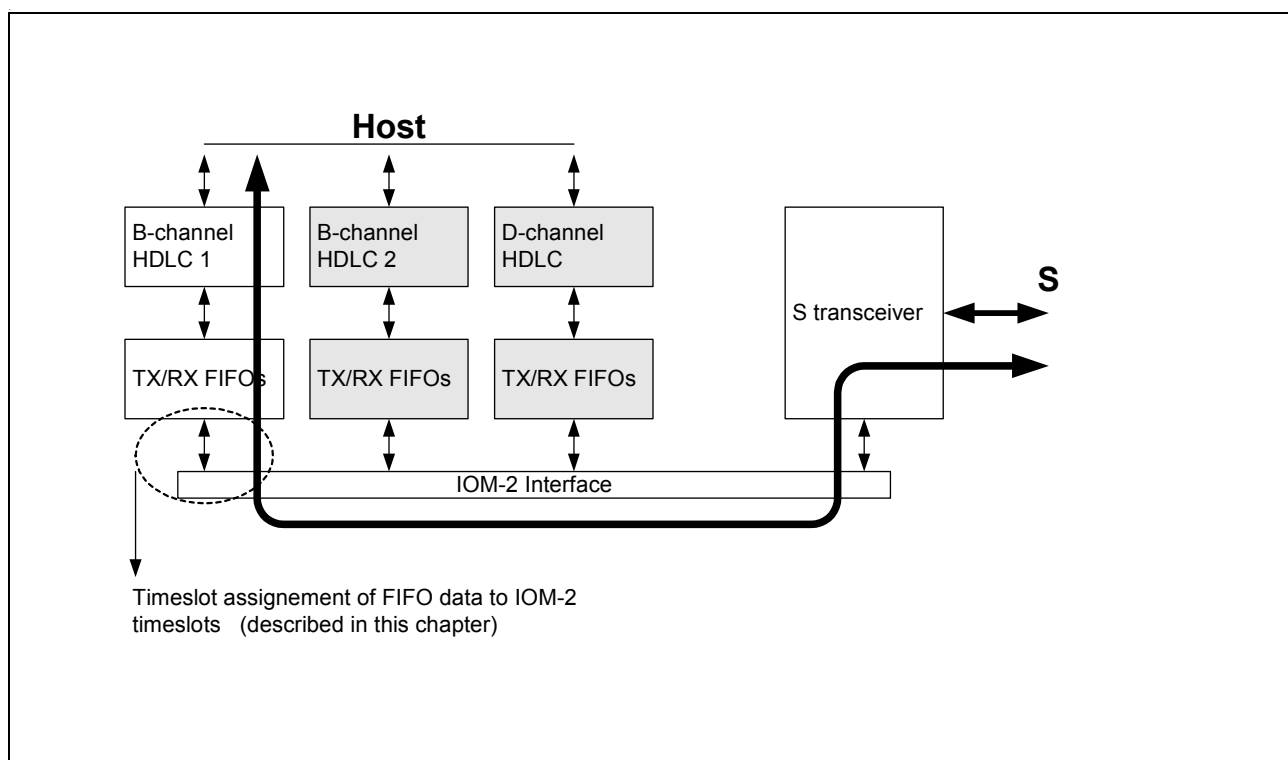 Host
B-channel
HDLC 1
B-channel
HDLC 2
D-channel
HDLC
S transceiver
S
TX/RX FIFOs
TX/RX FIFOs
TX/RX FIFOs
IOM-2 Interface
Timeslot assignement of FIFO data to IOM-2
timeslots (described in this chapter)